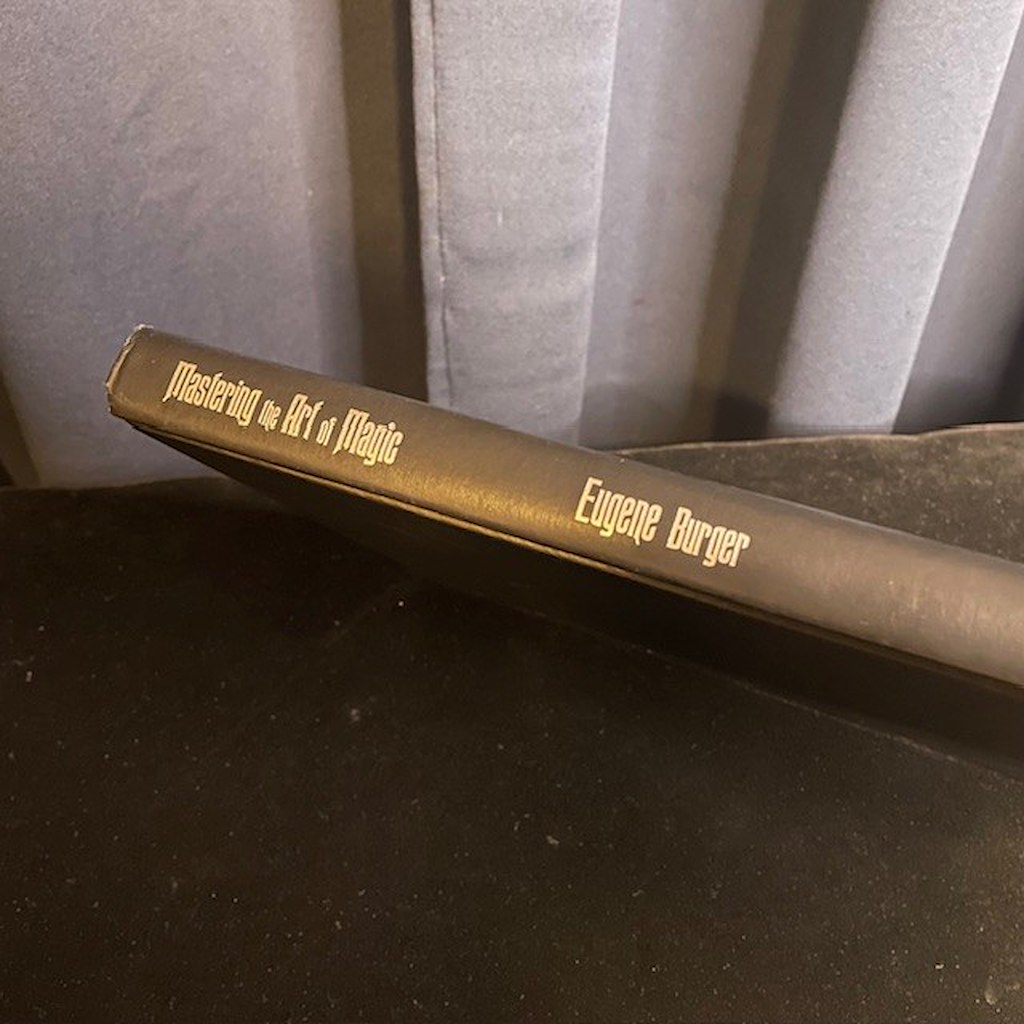 Mastering the Art of Magic
Eugene Burger